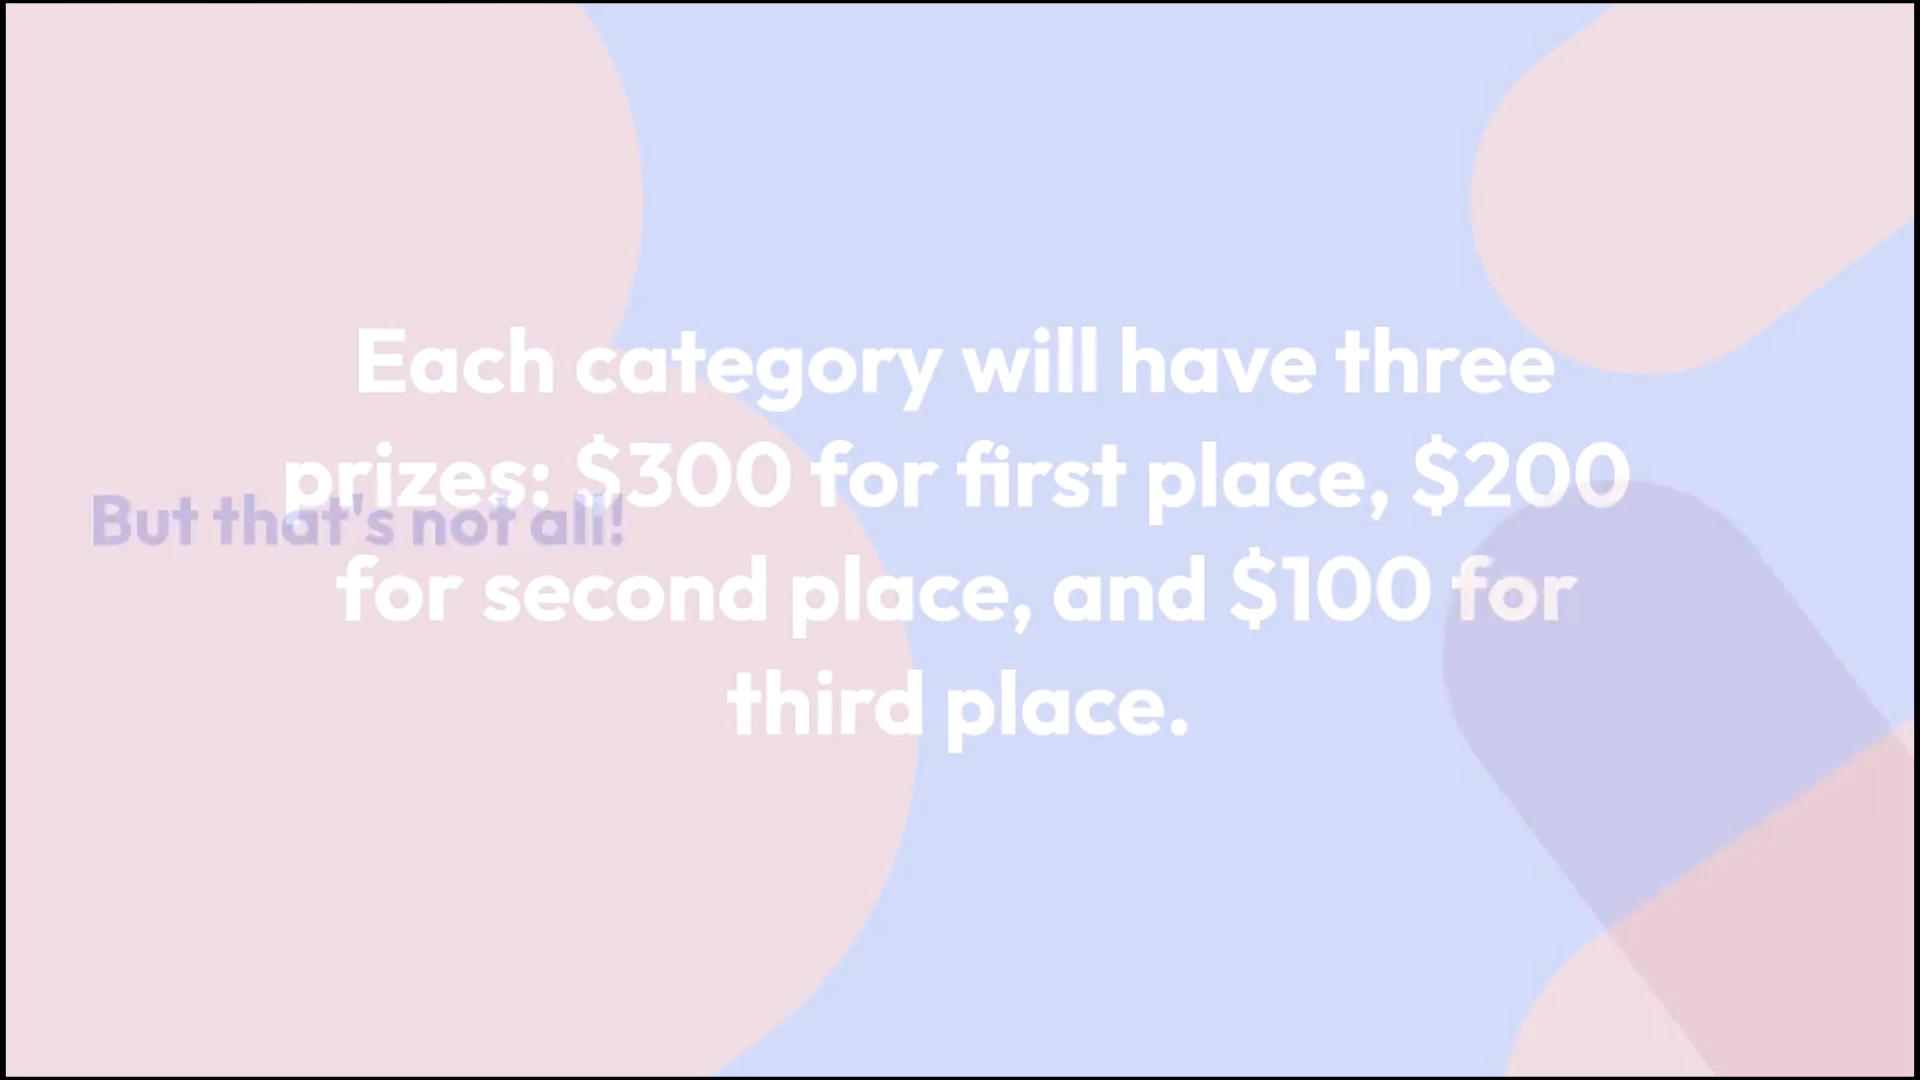 Each category will have three
prizes: $300 for first place, $200
But that's not all!
for second place, and $100 for
third place.